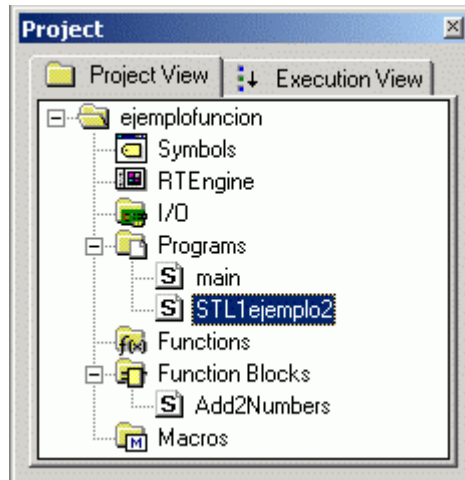 Project
Project View Execution View
ejemplofuncion
Symbols
RTEngine
I/O
Programs
S main
S STL1ejemplo2
f(x) Functions
Function Blocks
S Add2Numbers
M Macros